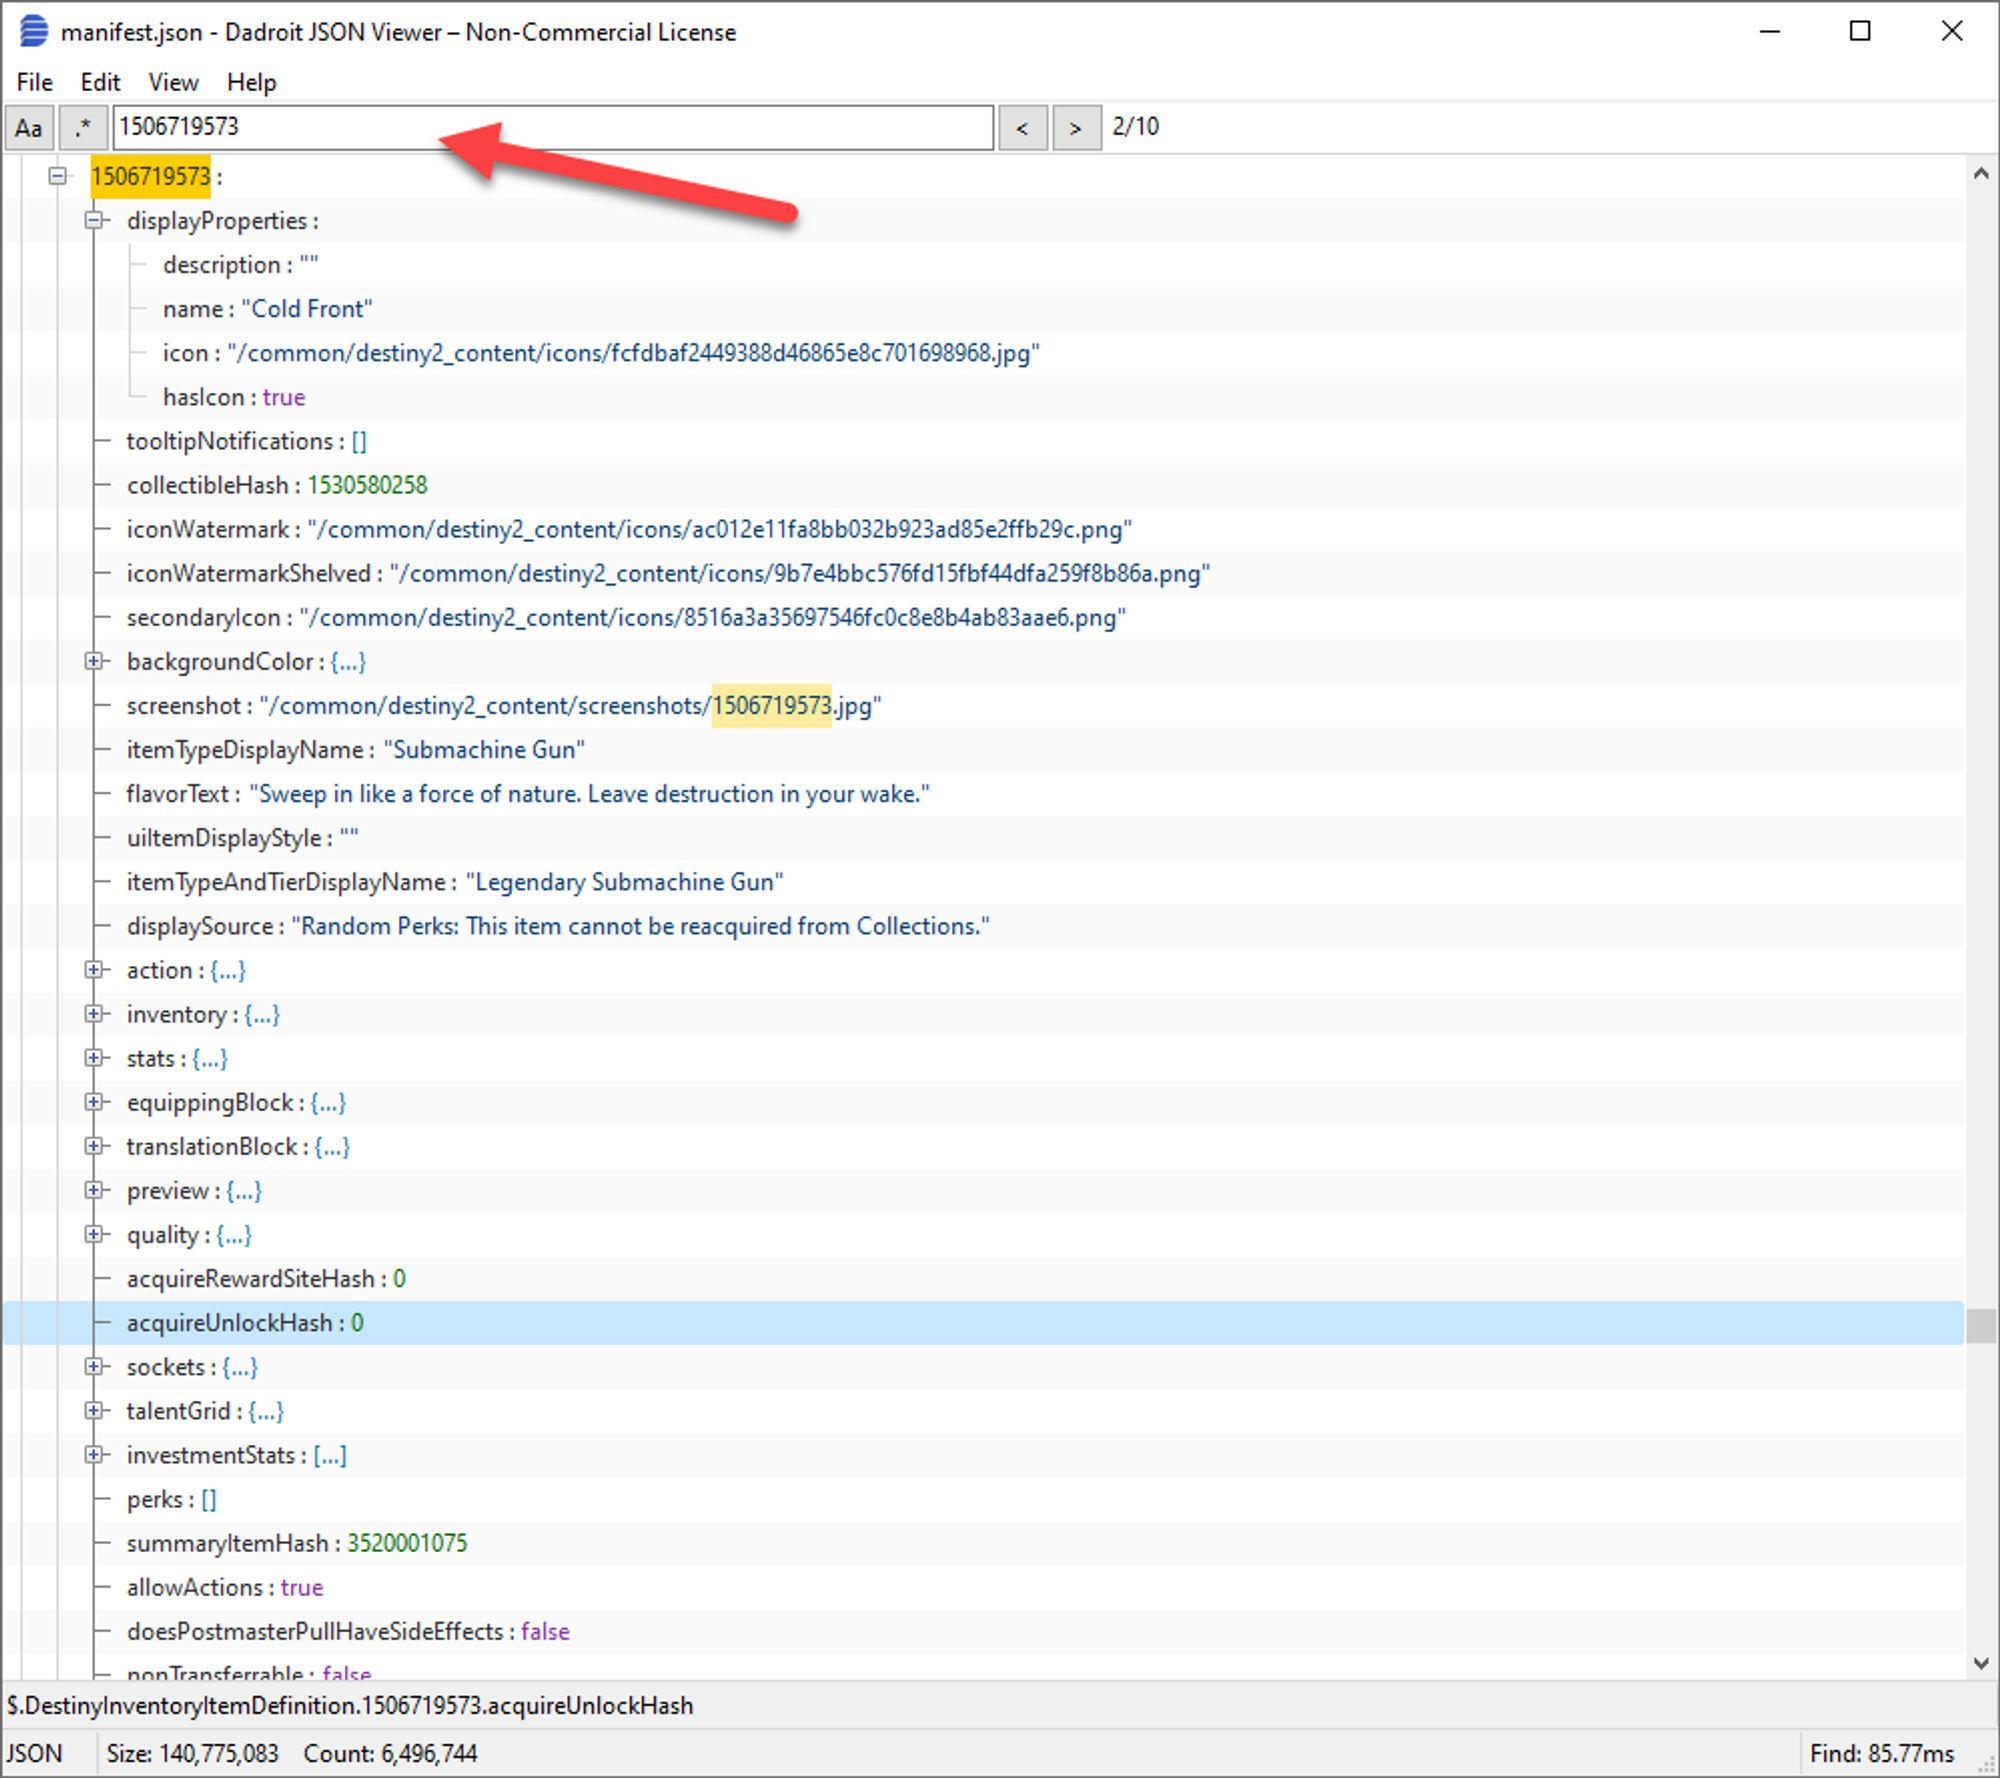 manifest.json - Dadroit JSON Viewer – Non-Commercial License
File Edit View Help
Aa .* 1506719573 < > 2/10
1506719573 :
displayProperties :
description : ""
name : "Cold Front"
icon : "/common/destiny2_content/icons/fcfdbaf2449388d46865e8c701698968.jpg"
hasIcon : true
tooltipNotifications : []
collectibleHash : 1530580258
iconWatermark : "/common/destiny2_content/icons/ac012e11fa8bb032b923ad85e2ffb29c.png"
iconWatermarkShelved : "/common/destiny2_content/icons/9b7e4bbc576fd15fbf44dfa259f8b86a.png"
secondaryIcon : "/common/destiny2_content/icons/8516a3a35697546fc0c8e8b4ab83aae6.png"
backgroundColor : {...}
screenshot : "/common/destiny2_content/screenshots/1506719573.jpg"
itemTypeDisplayName : "Submachine Gun"
flavorText : "Sweep in like a force of nature. Leave destruction in your wake."
uiItemDisplayStyle : ""
itemTypeAndTierDisplayName : "Legendary Submachine Gun"
displaySource : "Random Perks: This item cannot be reacquired from Collections."
action : {...}
inventory : {...}
stats : {...}
equippingBlock : {...}
translationBlock : {...}
preview : {...}
quality : {...}
acquireRewardSiteHash : 0
acquireUnlockHash : 0
sockets : {...}
talentGrid : {...}
investmentStats : [...]
perks : []
summaryItemHash : 3520001075
allowActions : true
doesPostmasterPullHaveSideEffects : false
nonTransferrable : false
$.DestinyInventoryItemDefinition.1506719573.acquireUnlockHash
JSON Size: 140,775,083 Count: 6,496,744 Find: 85.77ms